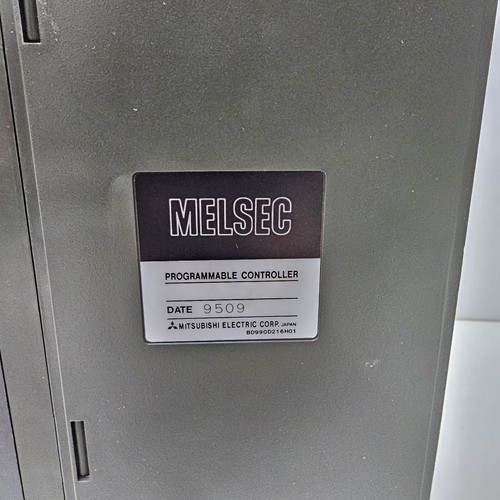 MELSEC
PROGRAMMABLE CONTROLLER
DATE 9509
MITSUBISHI ELECTRIC CORP. JAPAN
BD990D216H01